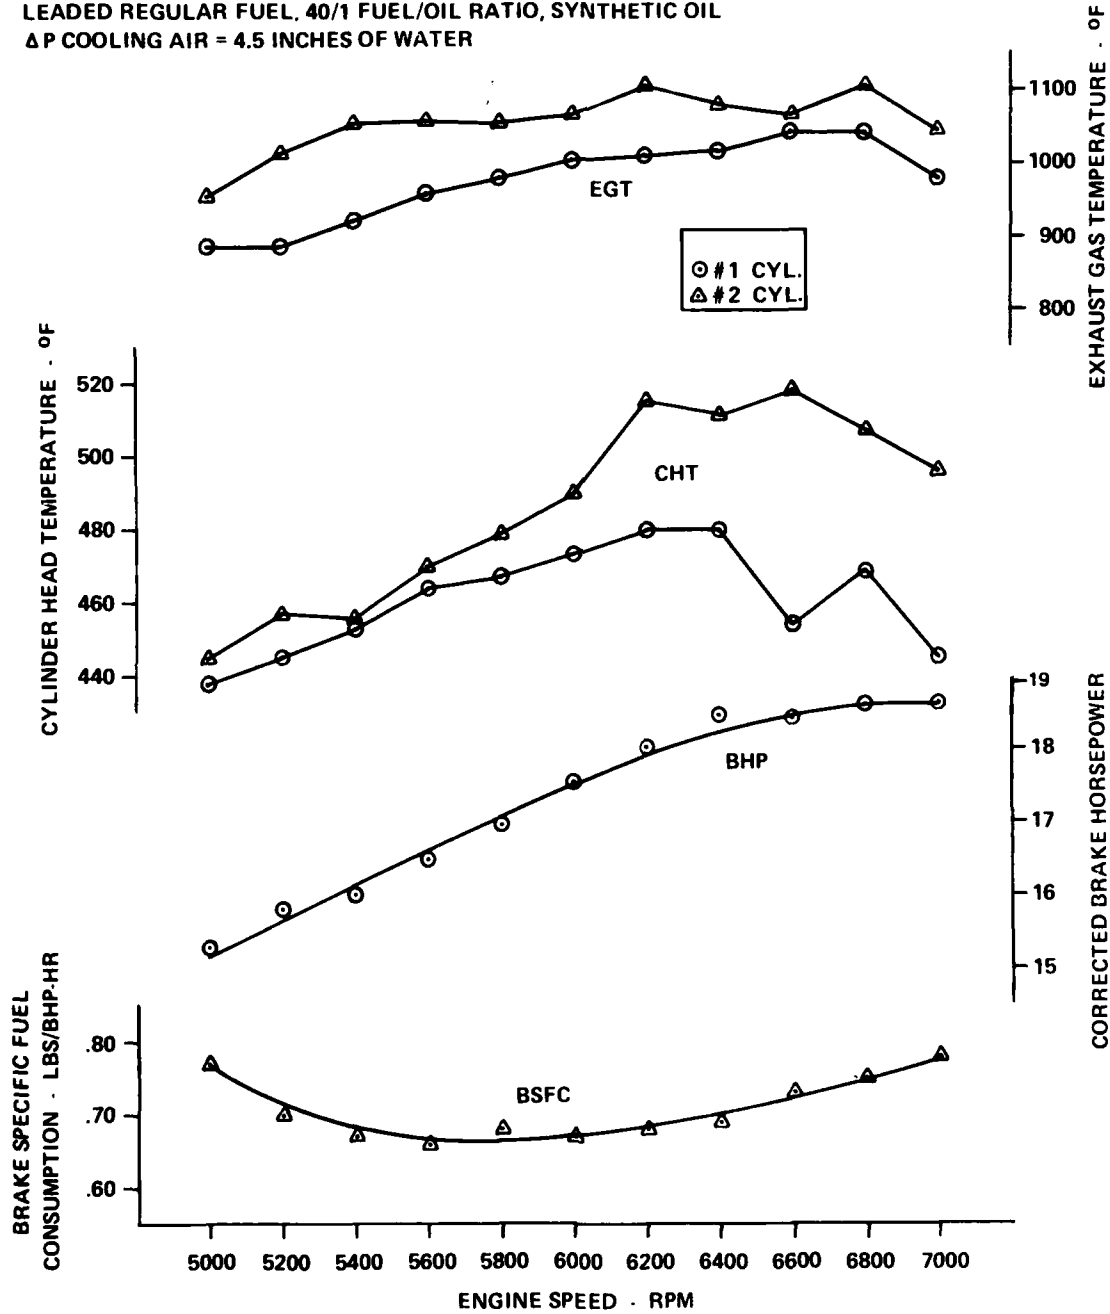 LEADED REGULAR FUEL, 40/1 FUEL/OIL RATIO, SYNTHETIC OIL
Δ P COOLING AIR = 4.5 INCHES OF WATER
EXHAUST GAS TEMPERATURE - OF
1100
1000
900
800
EGT
#1 CYL.
#2 CYL.
CYLINDER HEAD TEMPERATURE - OF
520
500
480
460
440
CHT
CORRECTED BRAKE HORSEPOWER
19
18
17
16
15
BHP
BRAKE SPECIFIC FUEL
CONSUMPTION - LBS/BHP-HR
.80
.70
.60
BSFC
5000 5200 5400 5600 5800 6000 6200 6400 6600 6800 7000
ENGINE SPEED - RPM